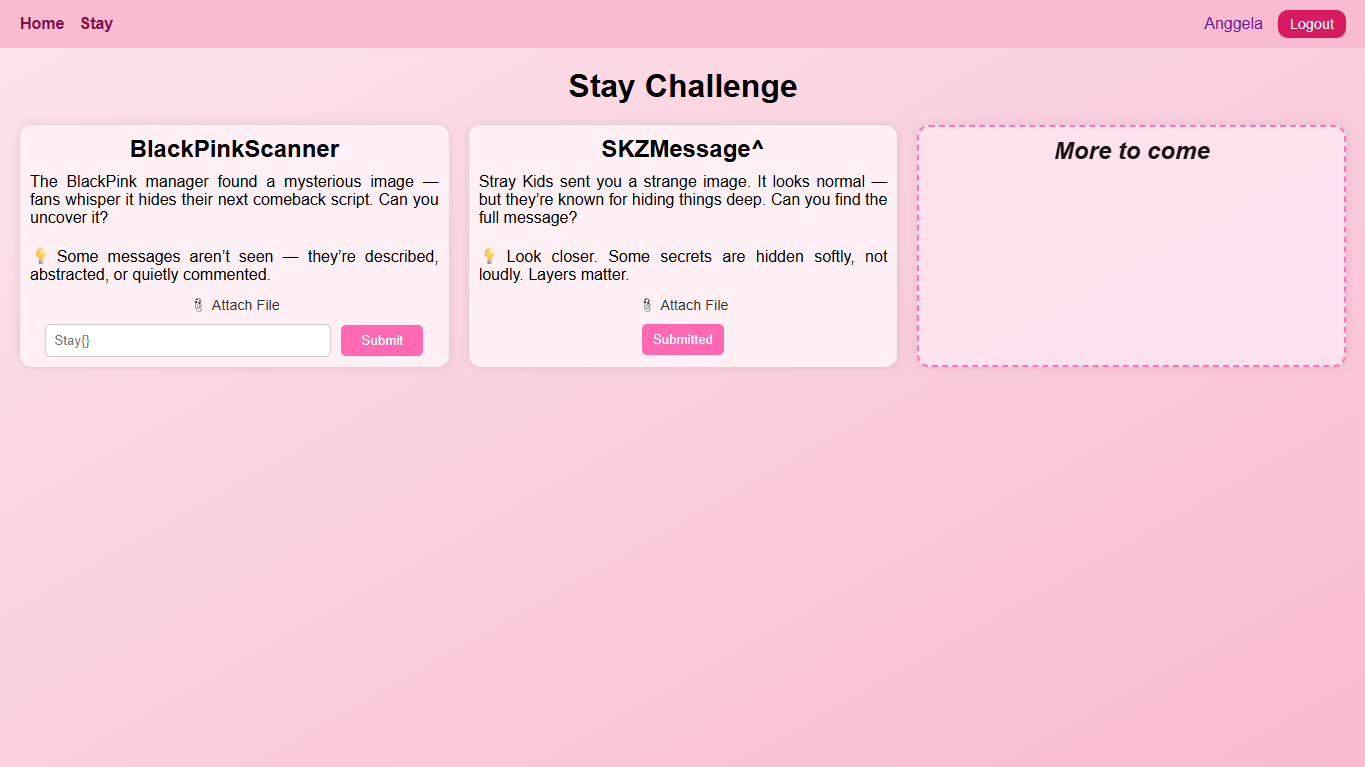 Home Stay Anggela Logout
Stay Challenge
BlackPinkScanner
The BlackPink manager found a mysterious image —
fans whisper it hides their next comeback script. Can you
uncover it?
💡 Some messages aren’t seen — they’re described,
abstracted, or quietly commented.
Attach File
Stay{} Submit
SKZMessage^
Stray Kids sent you a strange image. It looks normal —
but they’re known for hiding things deep. Can you find the
full message?
💡 Look closer. Some secrets are hidden softly, not
loudly. Layers matter.
Attach File
Submitted
More to come